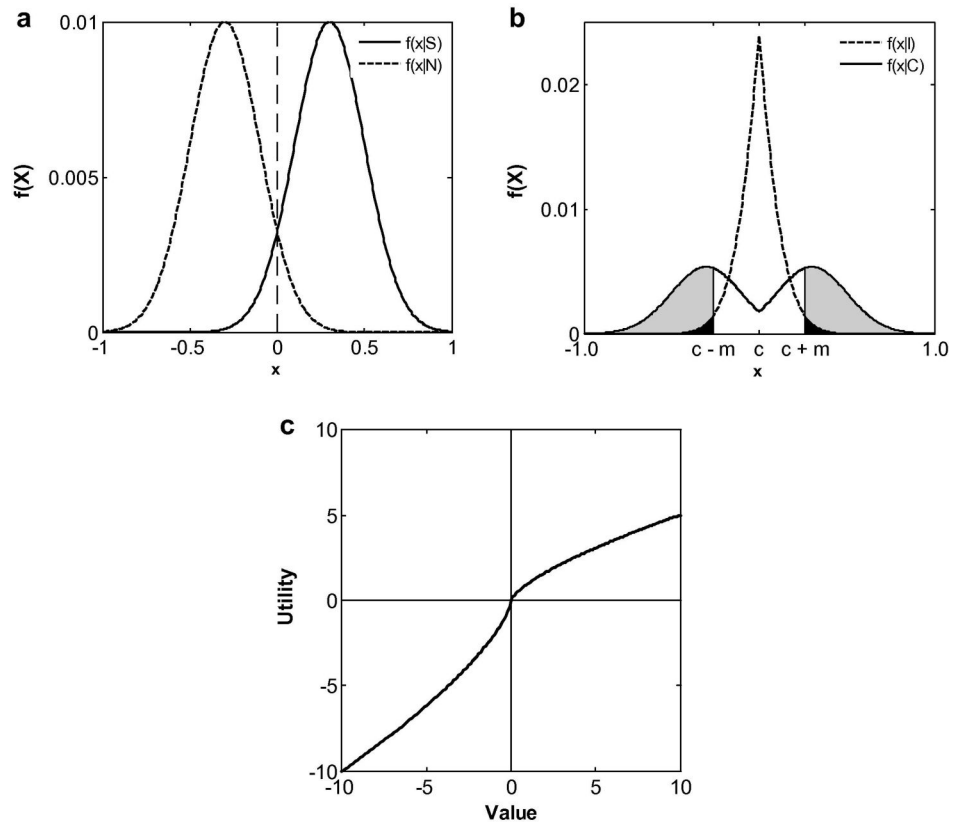 a
0.01
0.005
0
f(X)
-1
-0.5
0
0.5
1
x
f(x|S)
f(x|N)
b
0.02
0.01
0
f(X)
-1.0
c - m
c
c + m
1.0
x
f(x|I)
f(x|C)
c
10
5
0
-5
-10
Utility
-10
-5
0
5
10
Value